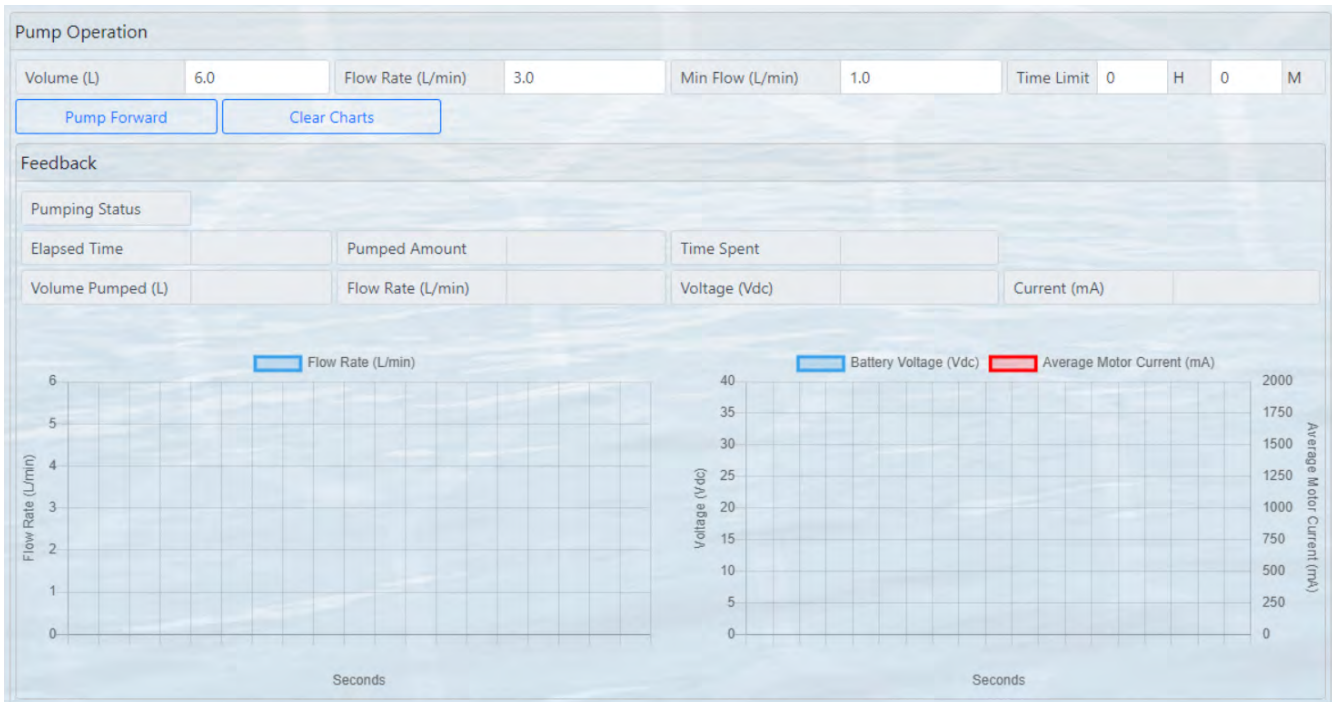 Pump Operation
Volume (L) 6.0 Flow Rate (L/min) 3.0 Min Flow (L/min) 1.0 Time Limit 0 H 0 M
Pump Forward Clear Charts
Feedback
Pumping Status
Elapsed Time Pumped Amount Time Spent
Volume Pumped (L) Flow Rate (L/min) Voltage (Vdc) Current (mA)
Flow Rate (L/min)
6
5
4
3
2
1
0
Flow Rate (L/min)
Seconds
Battery Voltage (Vdc) Average Motor Current (mA)
40
35
30
25
20
15
10
5
0
Voltage (Vdc)
2000
1750
1500
1250
1000
750
500
250
0
Average Motor Current (mA)
Seconds